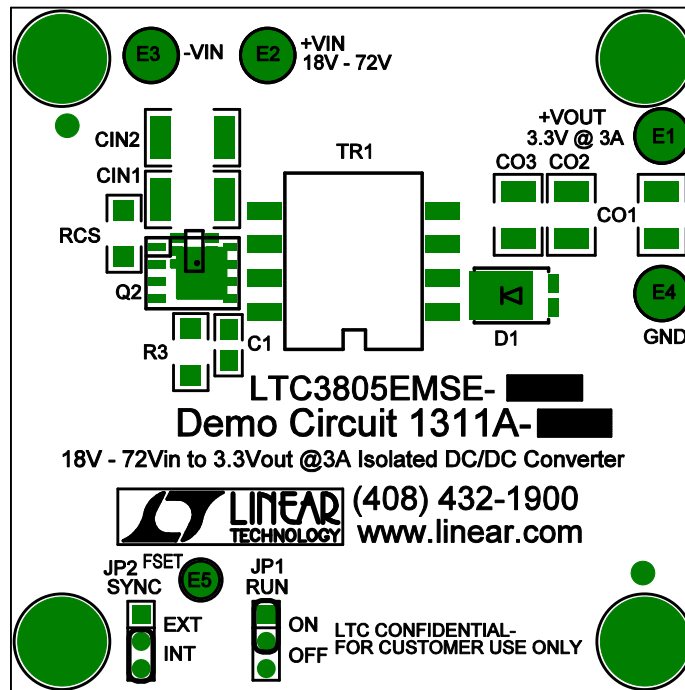 E3 -VIN E2 +VIN
18V - 72V
+VOUT
3.3V @ 3A E1
CIN2
TR1
CO3 CO2
CIN1
CO1
RCS
Q2
E4
R3 C1
D1 GND
LTC3805EMSE-
Demo Circuit 1311A-
18V - 72Vin to 3.3Vout @3A Isolated DC/DC Converter
LINEAR
TECHNOLOGY
(408) 432-1900
www.linear.com
JP2 FSET E5 JP1
SYNC RUN
EXT ON
INT OFF
LTC CONFIDENTIAL-
FOR CUSTOMER USE ONLY